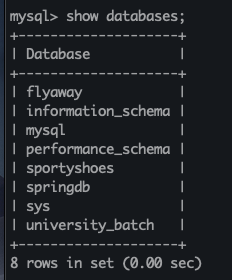 mysql> show databases;
+--------------------+
| Database           |
+--------------------+
| flyaway            |
| information_schema |
| mysql              |
| performance_schema |
| sportyshoes        |
| springdb           |
| sys                |
| university_batch   |
+--------------------+
8 rows in set (0.00 sec)